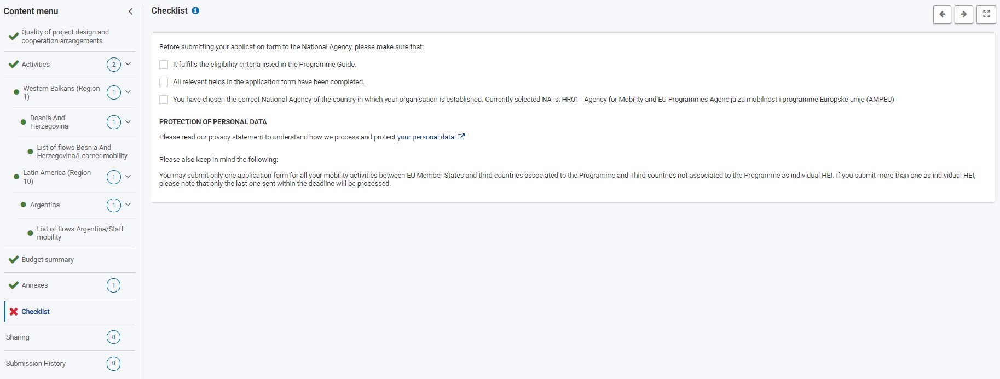 Content menu
Quality of project design and
cooperation arrangements
Activities
2
Western Balkans (Region
1)
1
Bosnia And
Herzegovina
1
List of flows Bosnia And
Herzegovina/Learner mobility
Latin America (Region
10)
1
Argentina
1
List of flows Argentina/Staff
mobility
Budget summary
Annexes
1
Checklist
Sharing
0
Submission History
0
Checklist
Before submitting your application form to the National Agency, please make sure that:
It fulfills the eligibility criteria listed in the Programme Guide.
All relevant fields in the application form have been completed.
You have chosen the correct National Agency of the country in which your organisation is established. Currently selected NA is: HR01 - Agency for Mobility and EU Programmes Agencija za mobilnost i programme Europske unije (AMPEU)
PROTECTION OF PERSONAL DATA
Please read our privacy statement to understand how we process and protect your personal data
Please also keep in mind the following:
You may submit only one application form for all your mobility activities between EU Member States and third countries associated to the Programme and Third countries not associated to the Programme as individual HEI. If you submit more than one as individual HEI,
please note that only the last one sent within the deadline will be processed.